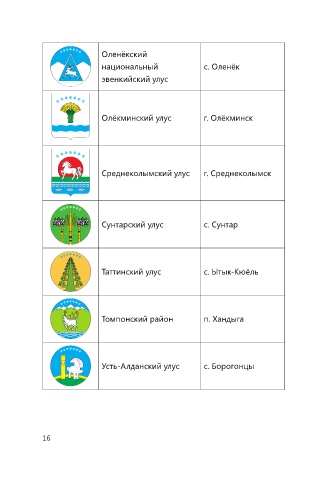 Оленёкский
национальный
эвенкийский улус
с. Оленёк
Олёкминский улус
г. Олёкминск
Среднеколымский улус
г. Среднеколымск
Сунтарский улус
с. Сунтар
Таттинский улус
с. Ытык-Кюёль
Томпонский район
п. Хандыга
Усть-Алданский улус
с. Борогонцы
16